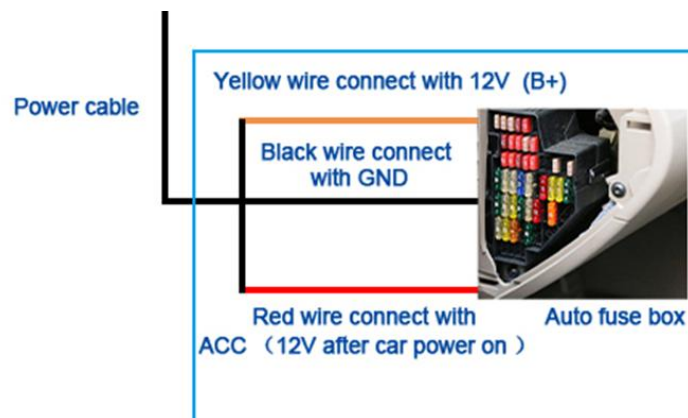 Yellow wire connect with 12V (B+)
Power cable
Black wire connect
with GND
Red wire connect with
ACC （12V after car power on ）
Auto fuse box